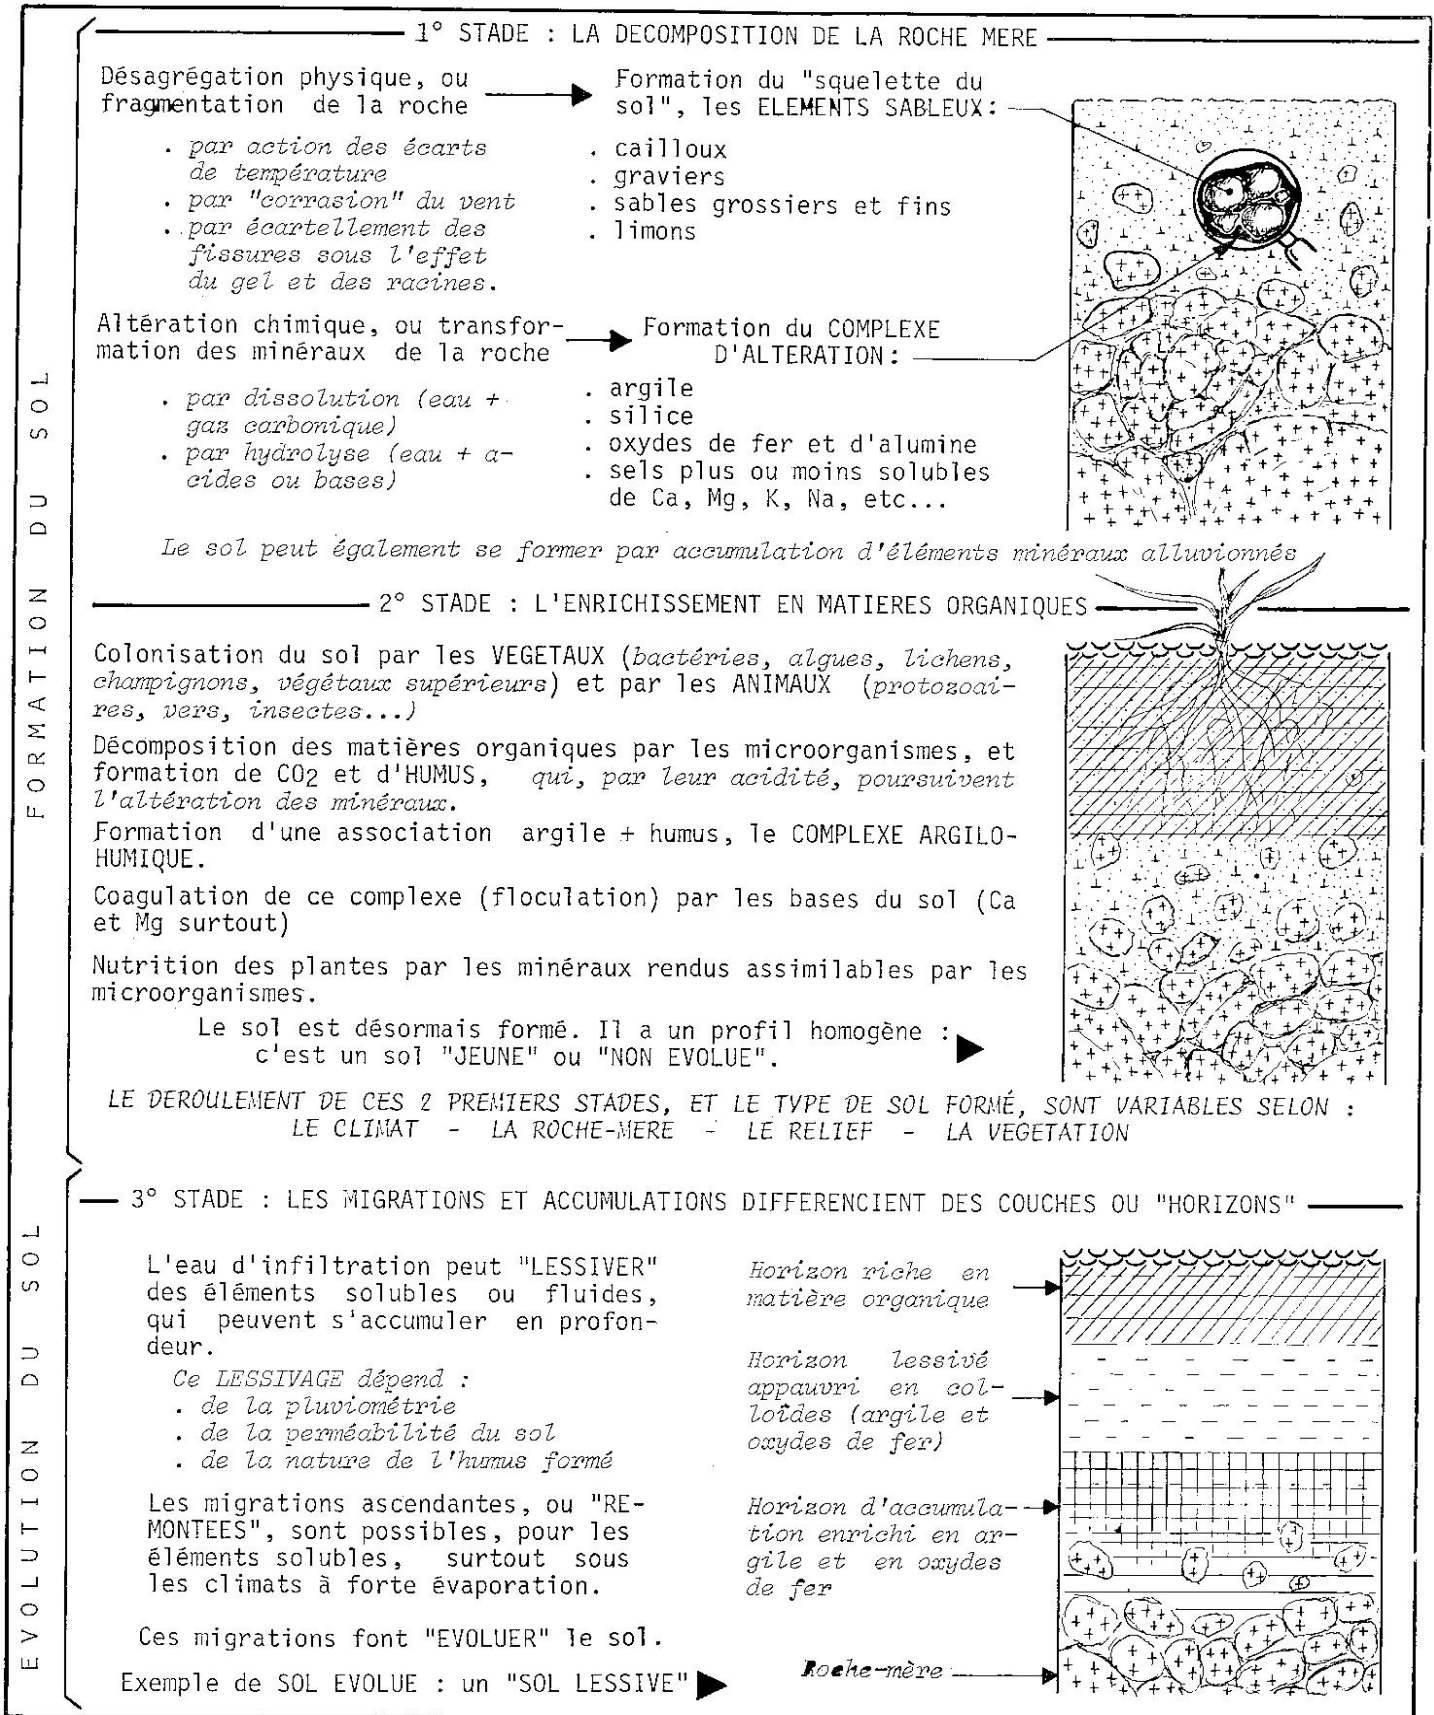 1° STADE : LA DECOMPOSITION DE LA ROCHE MERE
Désagrégation physique, ou
fragmentation de la roche
. par action des écarts
de température
. par "corrasion" du vent
. par écartellement des
fissures sous l'effet
du gel et des racines.
Formation du "squelette du
sol", les ELEMENTS SABLEUX:
. cailloux
. graviers
. sables grossiers et fins
. limons
Altération chimique, ou transfor-
mation des minéraux de la roche
. par dissolution (eau +
gaz carbonique)
. par hydrolyse (eau + a-
cides ou bases)
Formation du COMPLEXE
D'ALTERATION:
. argile
. silice
. oxydes de fer et d'alumine
. sels plus ou moins solubles
de Ca, Mg, K, Na, etc...
Le sol peut également se former par accumulation d'éléments minéraux alluvionnés
FORMATION DU SOL
2° STADE : L'ENRICHISSEMENT EN MATIERES ORGANIQUES
Colonisation du sol par les VEGETAUX (bactéries, algues, lichens,
champignons, végétaux supérieurs) et par les ANIMAUX (protozoai-
res, vers, insectes...)
Décomposition des matières organiques par les microorganismes, et
formation de CO2 et d'HUMUS, qui, par leur acidité, poursuivent
l'altération des minéraux.
Formation d'une association argile + humus, le COMPLEXE ARGILO-
HUMIQUE.
Coagulation de ce complexe (floculation) par les bases du sol (Ca
et Mg surtout)
Nutrition des plantes par les minéraux rendus assimilables par les
microorganismes.
Le sol est désormais formé. Il a un profil homogène :
c'est un sol "JEUNE" ou "NON EVOLUE".
LE DEROULEMENT DE CES 2 PREMIERS STADES, ET LE TYPE DE SOL FORMÉ, SONT VARIABLES SELON :
LE CLIMAT - LA ROCHE-MERE - LE RELIEF - LA VEGETATION
EVOLUTION DU SOL
3° STADE : LES MIGRATIONS ET ACCUMULATIONS DIFFERENCIENT DES COUCHES OU "HORIZONS"
L'eau d'infiltration peut "LESSIVER"
des éléments solubles ou fluides,
qui peuvent s'accumuler en profon-
deur.
Ce LESSIVAGE dépend :
. de la pluviométrie
. de la perméabilité du sol
. de la nature de l'humus formé
Les migrations ascendantes, ou "RE-
MONTEES", sont possibles, pour les
éléments solubles, surtout sous
les climats à forte évaporation.
Ces migrations font "EVOLUER" le sol.
Exemple de SOL EVOLUE : un "SOL LESSIVE"
Horizon riche en
matière organique
Horizon lessivé
appauvri en col-
loïdes (argile et
oxydes de fer)
Horizon d'accumula-
tion enrichi en ar-
gile et en oxydes
de fer
Roche-mère